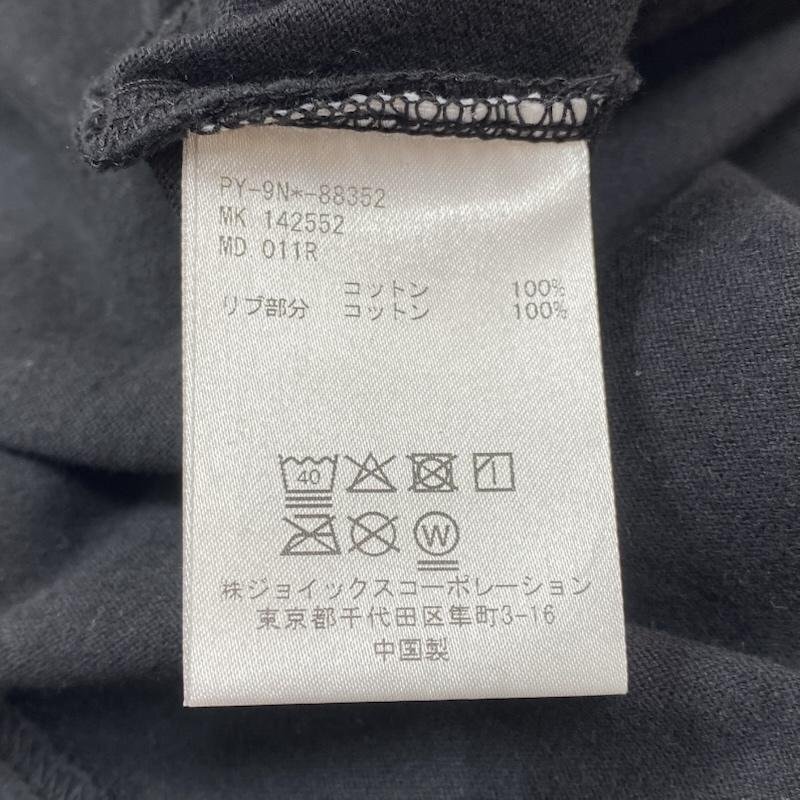 PY-9N*-88352
MK 142552
MD 011R
コットン 100%
リブ部分 コットン 100%
40
W
株ジョイックスコーポレーション
東京都千代田区隼町3-16
中国製